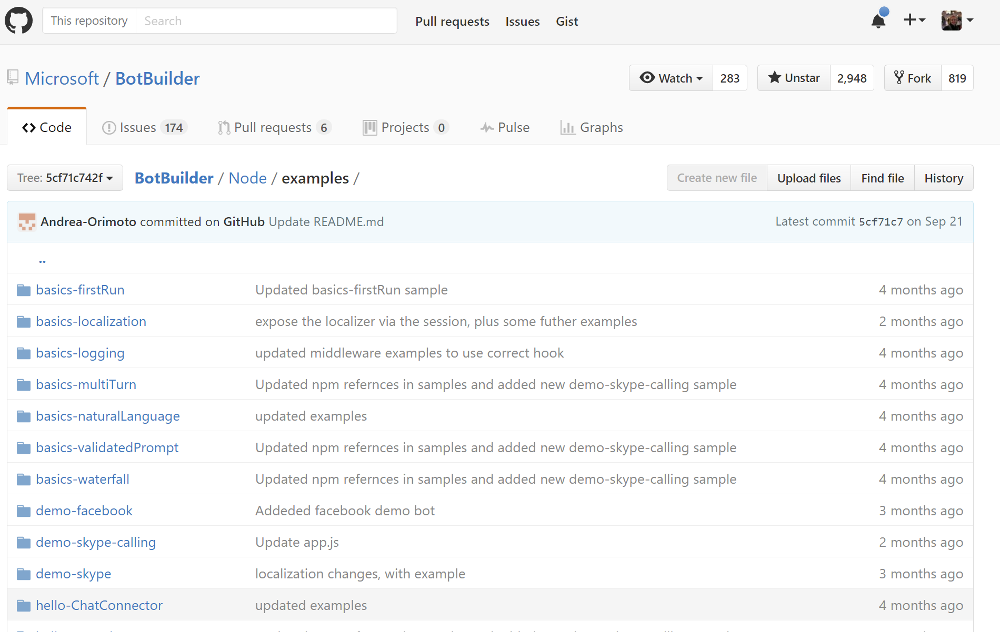 This repository Search Pull requests Issues Gist
Microsoft / BotBuilder Watch 283 Unstar 2,948 Fork 819
Code Issues 174 Pull requests 6 Projects 0 Pulse Graphs
Tree: 5cf71c742f BotBuilder / Node / examples / Create new file Upload files Find file History
Andrea-Orimoto committed on GitHub Update README.md Latest commit 5cf71c7 on Sep 21
..
basics-firstRun Updated basics-firstRun sample 4 months ago
basics-localization expose the localizer via the session, plus some futher examples 2 months ago
basics-logging updated middleware examples to use correct hook 4 months ago
basics-multiTurn Updated npm refernces in samples and added new demo-skype-calling sample 4 months ago
basics-naturalLanguage updated examples 4 months ago
basics-validatedPrompt Updated npm refernces in samples and added new demo-skype-calling sample 4 months ago
basics-waterfall Updated npm refernces in samples and added new demo-skype-calling sample 4 months ago
demo-facebook Addeded facebook demo bot 3 months ago
demo-skype-calling Update app.js 2 months ago
demo-skype localization changes, with example 3 months ago
hello-ChatConnector updated examples 4 months ago